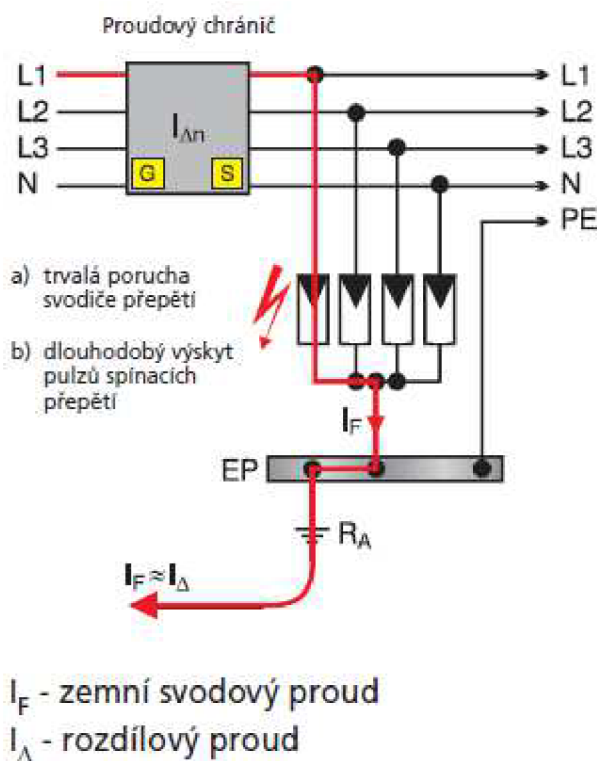 Proudový chránič
L1
L1
L2
L2
L3
L3
N
N
PE
IΔn
G
S
a) trvalá porucha
svodiče přepětí
b) dlouhodobý výskyt
pulzů spínacích
přepětí
IF
EP
RA
IF ≈ IΔ
IF - zemní svodový proud
IΔ - rozdílový proud